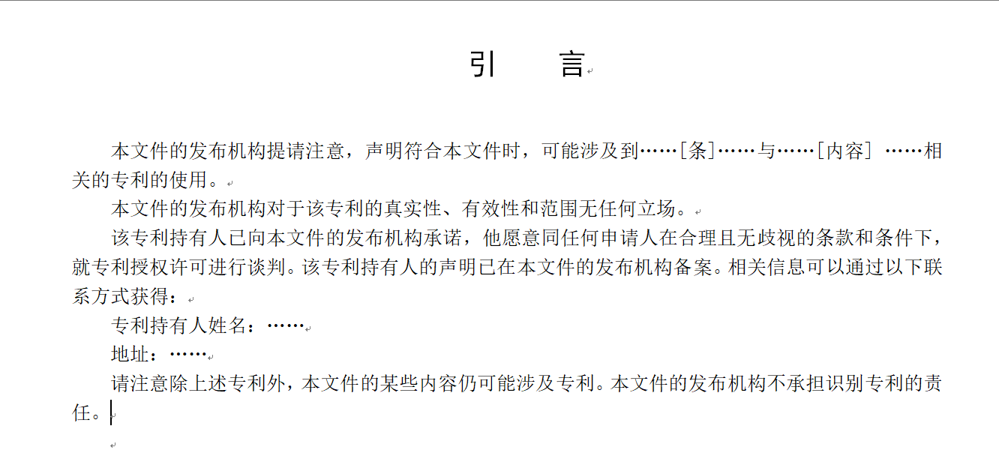 引 言
本文件的发布机构提请注意，声明符合本文件时，可能涉及到……[条]……与……[内容] ……相
关的专利的使用。
本文件的发布机构对于该专利的真实性、有效性和范围无任何立场。
该专利持有人已向本文件的发布机构承诺，他愿意同任何申请人在合理且无歧视的条款和条件下，
就专利授权许可进行谈判。该专利持有人的声明已在本文件的发布机构备案。相关信息可以通过以下联
系方式获得：
专利持有人姓名：……
地址：……
请注意除上述专利外，本文件的某些内容仍可能涉及专利。本文件的发布机构不承担识别专利的责
任。